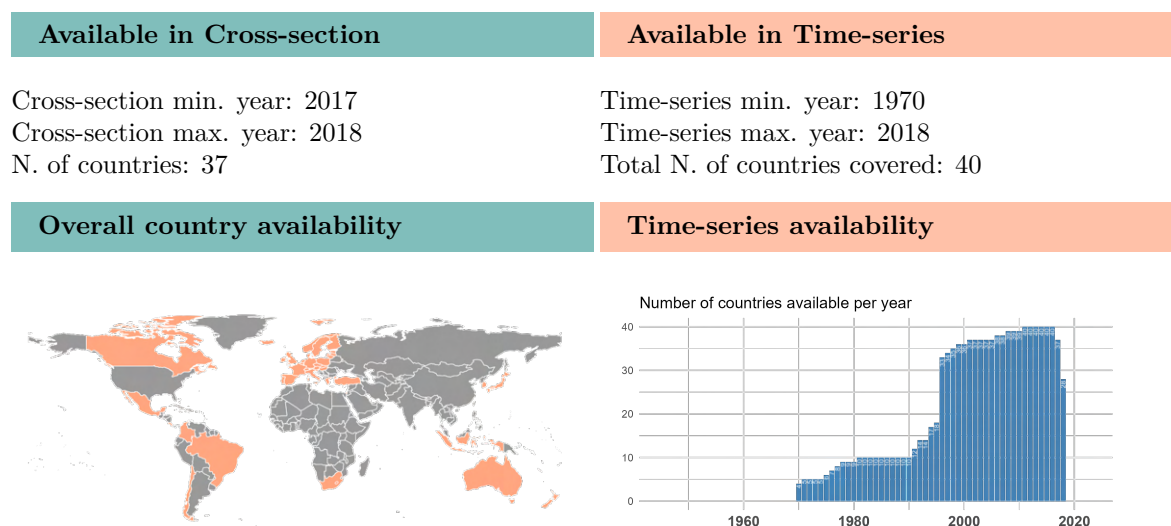 Available in Cross-section
Available in Time-series
Cross-section min. year: 2017
Cross-section max. year: 2018
N. of countries: 37
Time-series min. year: 1970
Time-series max. year: 2018
Total N. of countries covered: 40
Overall country availability
Time-series availability
Number of countries available per year
40
30
20
10
0
1960
1980
2000
2020